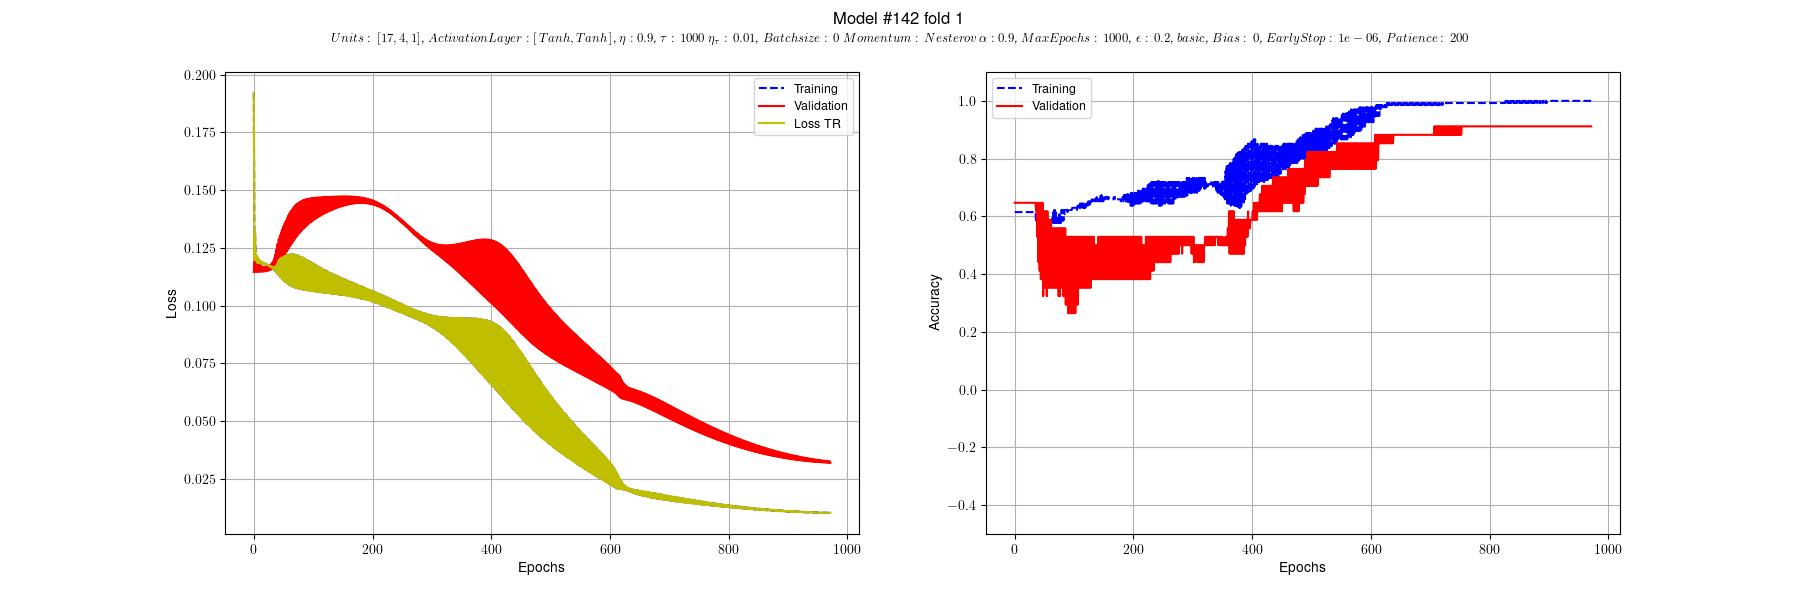 Model #142 fold 1
Units : [17, 4, 1], ActivationLayer : [Tanh, Tanh], η : 0.9, τ : 1000 ητ : 0.01, Batchsize : 0 Momentum : Nesterov α : 0.9, MaxEpochs : 1000, ϵ : 0.2, basic, Bias : 0, EarlyStop : 1e − 06, Patience : 200
0.200
0.175
0.150
0.125
0.100
0.075
0.050
0.025
Loss
Training
Validation
Loss TR
0 200 400 600 800 1000
Epochs
1.0
0.8
0.6
0.4
0.2
0.0
−0.2
−0.4
Accuracy
Training
Validation
0 200 400 600 800 1000
Epochs